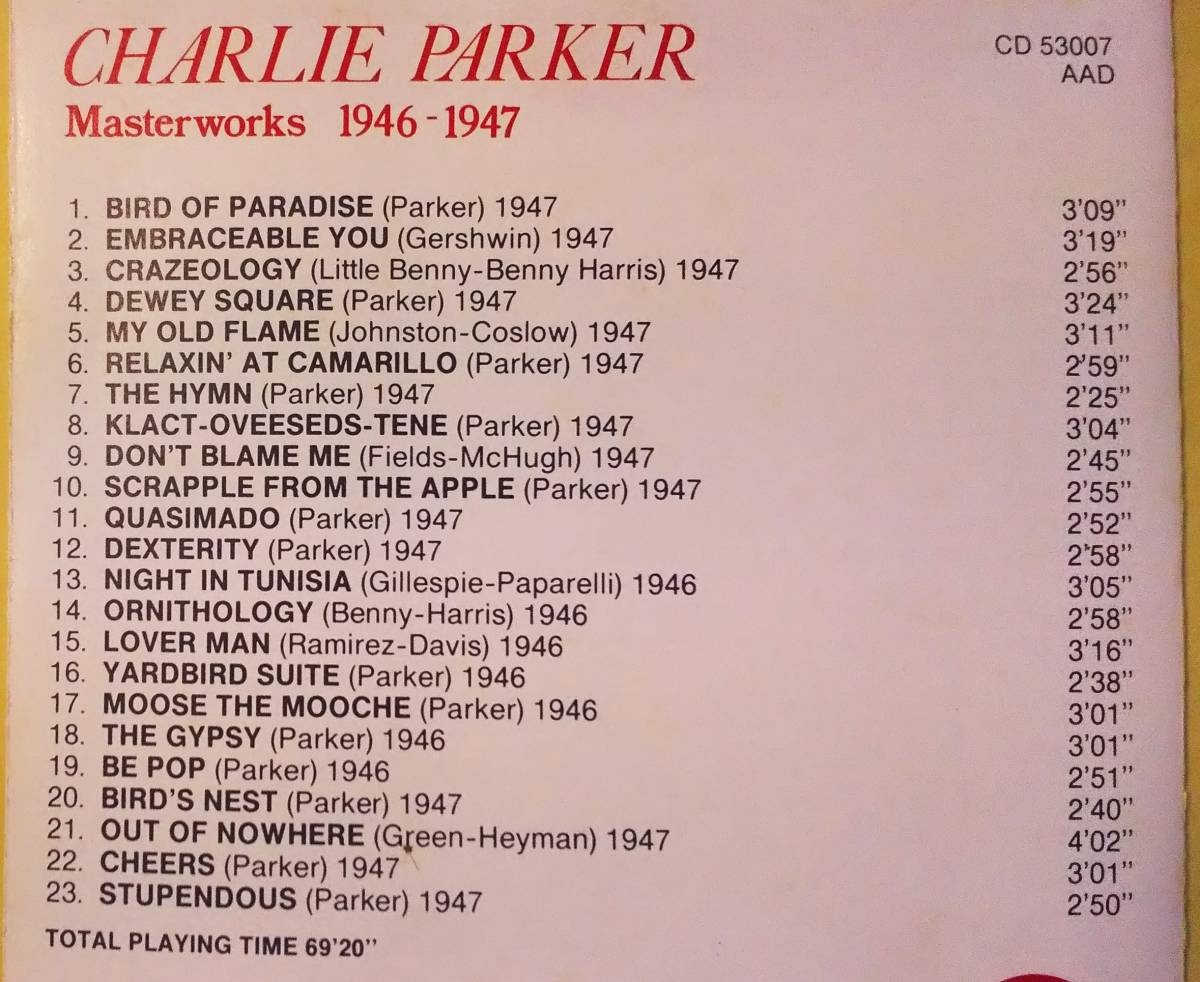 CHARLIE PARKER
CD 53007
AAD
Masterworks 1946-1947
1. BIRD OF PARADISE (Parker) 1947 3'09"
2. EMBRACEABLE YOU (Gershwin) 1947 3'19"
3. CRAZEOLOGY (Little Benny-Benny Harris) 1947 2'56"
4. DEWEY SQUARE (Parker) 1947 3'24"
5. MY OLD FLAME (Johnston-Coslow) 1947 3'11"
6. RELAXIN' AT CAMARILLO (Parker) 1947 2'59"
7. THE HYMN (Parker) 1947 2'25"
8. KLACT-OVEESEDS-TENE (Parker) 1947 3'04"
9. DON'T BLAME ME (Fields-McHugh) 1947 2'45"
10. SCRAPPLE FROM THE APPLE (Parker) 1947 2'55"
11. QUASIMADO (Parker) 1947 2'52"
12. DEXTERITY (Parker) 1947 2'58"
13. NIGHT IN TUNISIA (Gillespie-Paparelli) 1946 3'05"
14. ORNITHOLOGY (Benny-Harris) 1946 2'58"
15. LOVER MAN (Ramirez-Davis) 1946 3'16"
16. YARDBIRD SUITE (Parker) 1946 2'38"
17. MOOSE THE MOOCHE (Parker) 1946 3'01"
18. THE GYPSY (Parker) 1946 3'01"
19. BE POP (Parker) 1946 2'51"
20. BIRD'S NEST (Parker) 1947 2'40"
21. OUT OF NOWHERE (Green-Heyman) 1947 4'02"
22. CHEERS (Parker) 1947 3'01"
23. STUPENDOUS (Parker) 1947 2'50"
TOTAL PLAYING TIME 69'20"